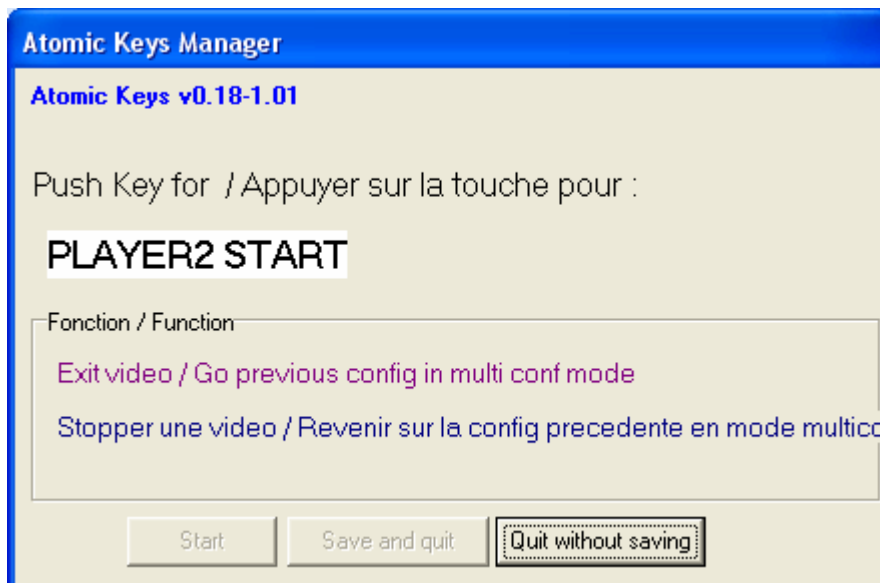 Atomic Keys Manager
Atomic Keys v0.18-1.01
Push Key for / Appuyer sur la touche pour :
PLAYER2 START
Fonction / Function
Exit video / Go previous config in multi conf mode
Stopper une video / Revenir sur la config precedente en mode
Start Save and quit Quit without saving